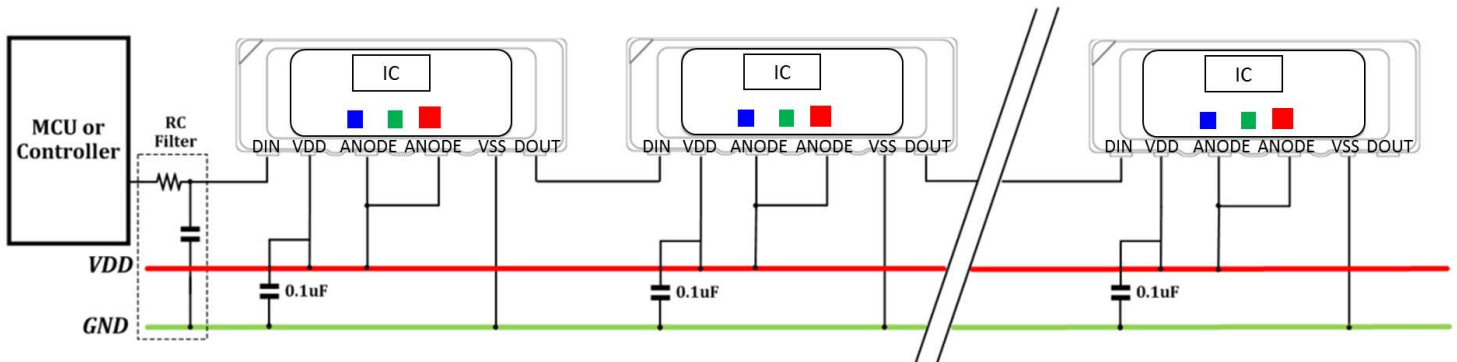 MCU or
Controller
RC
Filter
IC
DIN VDD ANODE ANODE VSS DOUT
IC
DIN VDD ANODE ANODE VSS DOUT
IC
DIN VDD ANODE ANODE VSS DOUT
VDD
0.1uF
0.1uF
0.1uF
GND